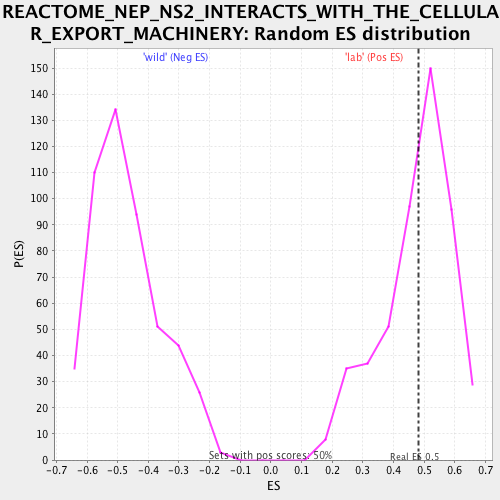 REACTOME_NEP_NS2_INTERACTS_WITH_THE_CELLULA
R_EXPORT_MACHINERY: Random ES distribution
'wild' (Neg ES) 'lab' (Pos ES)
150
140
130
120
110
100
90
80
70
60
50
40
30
20
10
0
P(ES)
Sets with pos scores: 50%
Real ES 0.5
-0.7 -0.6 -0.5 -0.4 -0.3 -0.2 -0.1 0.0 0.1 0.2 0.3 0.4 0.5 0.6 0.7
ES